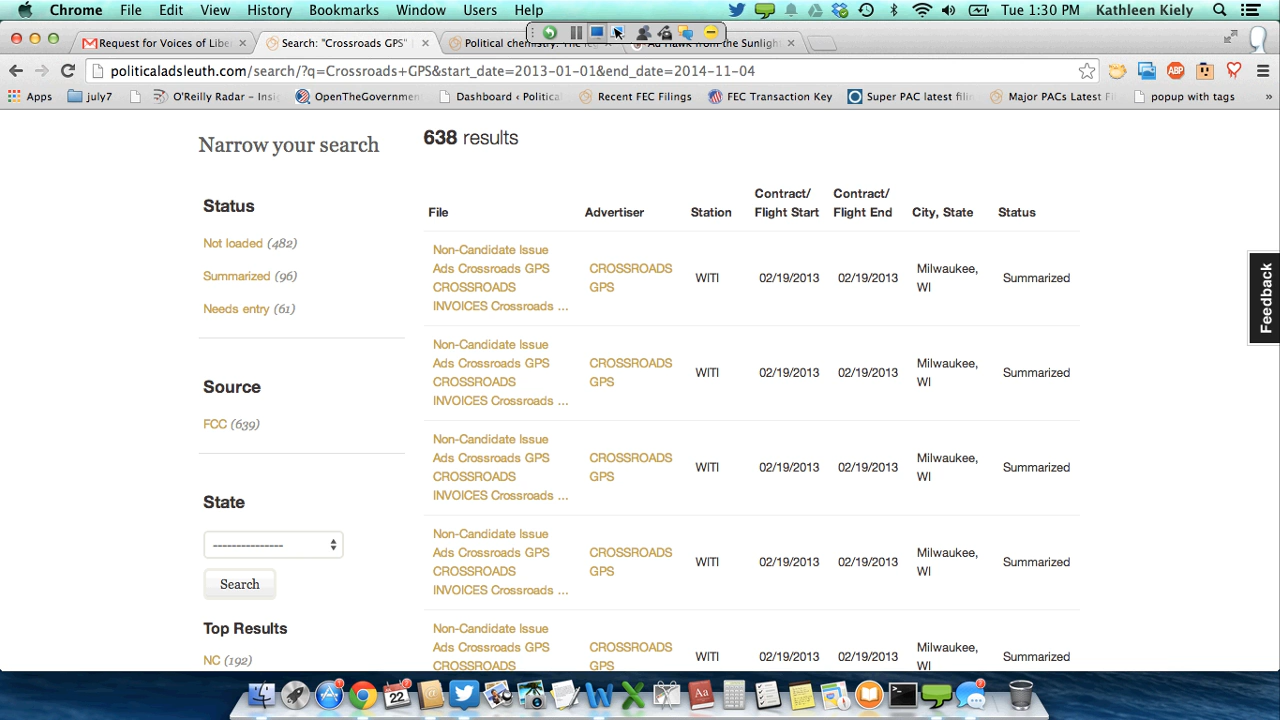 Chrome File Edit View History Bookmarks Window Users Help Tue 1:30 PM Kathleen Kiely
Request for Voices of Liber
Search: "Crossroads GPS"
Political chemistry: The leg
Ad Hawk from the Sunligh
politicaladsleuth.com/search/?q=Crossroads+GPS&start_date=2013-01-01&end_date=2014-11-04
ABP
Apps july7 O'Reilly Radar - Insi OpenTheGovernmen Dashboard ‹ Political Recent FEC Filings FEC Transaction Key Super PAC latest filin Major PACs Latest F popup with tags »
Narrow your search
638 results
Status
Not loaded (482)
Summarized (96)
Needs entry (61)
Source
FCC (639)
State
---------------
Search
Top Results
NC (192)
File Advertiser Station Contract/ Flight Start Contract/ Flight End City, State Status
Non-Candidate Issue
Ads Crossroads GPS
CROSSROADS
INVOICES Crossroads ...
CROSSROADS
GPS
WITI 02/19/2013 02/19/2013
Milwaukee,
WI
Summarized
Non-Candidate Issue
Ads Crossroads GPS
CROSSROADS
INVOICES Crossroads ...
CROSSROADS
GPS
WITI 02/19/2013 02/19/2013
Milwaukee,
WI
Summarized
Non-Candidate Issue
Ads Crossroads GPS
CROSSROADS
INVOICES Crossroads ...
CROSSROADS
GPS
WITI 02/19/2013 02/19/2013
Milwaukee,
WI
Summarized
Non-Candidate Issue
Ads Crossroads GPS
CROSSROADS
INVOICES Crossroads ...
CROSSROADS
GPS
WITI 02/19/2013 02/19/2013
Milwaukee,
WI
Summarized
Non-Candidate Issue
Ads Crossroads GPS
CROSSROADS
CROSSROADS
GPS
WITI 02/19/2013 02/19/2013
Milwaukee,
WI
Summarized
Feedback
22